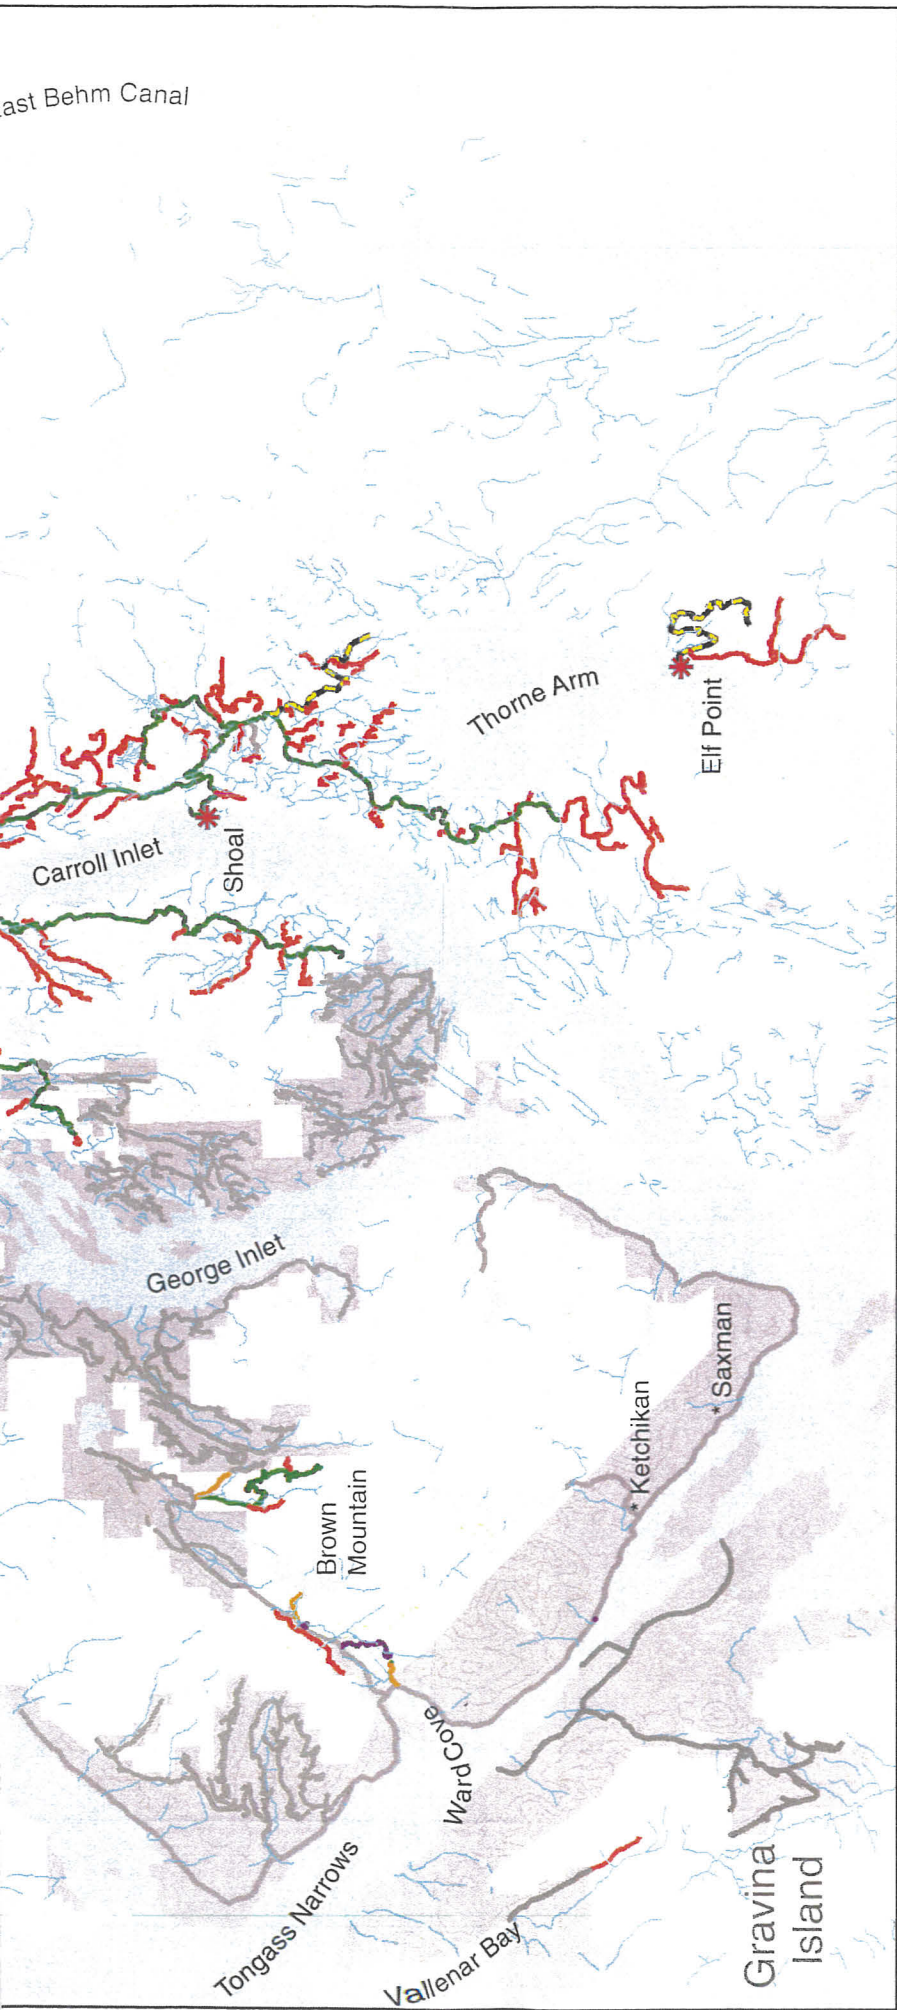 ast Behm Canal
Thorne Arm
Elf Point
Carroll Inlet
Shoal
George Inlet
* Saxman
* Ketchikan
Brown
Mountain
Ward Cove
Tongass Narrows
Vallenar Bay
Gravina
Island